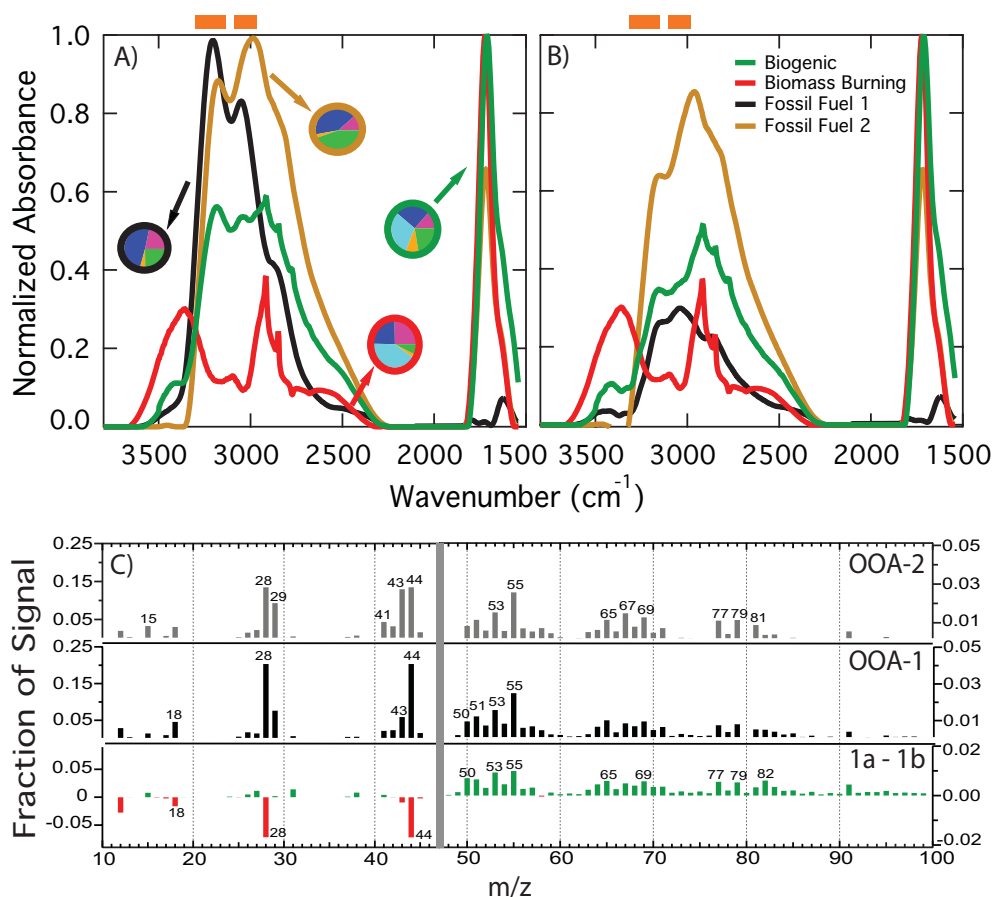 A)
B)
1.0
0.8
0.6
0.4
0.2
0.0
Normalized Absorbance
Biogenic
Biomass Burning
Fossil Fuel 1
Fossil Fuel 2
3500 3000 2500 2000 3500 3000 2500 2000 1500
Wavenumber (cm-1)
C)
OOA-2
0.25
0.15
0.05
15 28 29 41 43 44 53 55 65 67 69 77 79 81
0.05
0.03
0.01
OOA-1
0.25
0.15
0.05
18 28 43 44 50 51 53 55
0.05
0.03
0.01
1a - 1b
0.05
0
-0.05
18 28 44 50 53 55 65 69 77 79 82
0.02
0.00
-0.02
Fraction of Signal
10 20 30 40 50 60 70 80 90 100
m/z